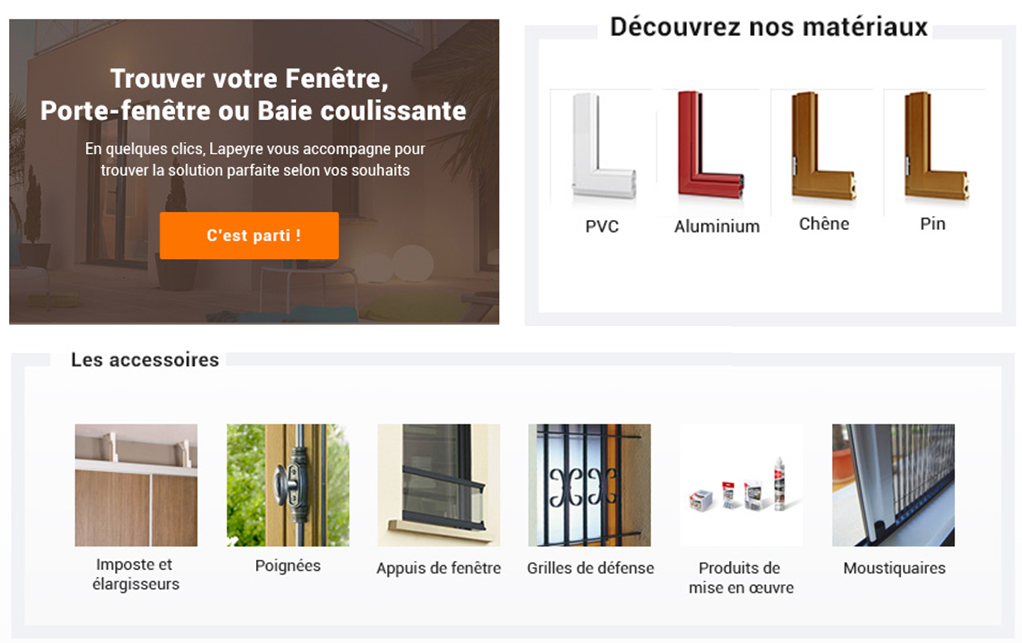 Trouver votre Fenêtre,
Porte-fenêtre ou Baie coulissante
En quelques clics, Lapeyre vous accompagne pour
trouver la solution parfaite selon vos souhaits
C'est parti !
Découvrez nos matériaux
PVC
Aluminium
Chêne
Pin
Les accessoires
Imposte et
élargisseurs
Poignées
Appuis de fenêtre
Grilles de défense
Produits de
mise en œuvre
Moustiquaires